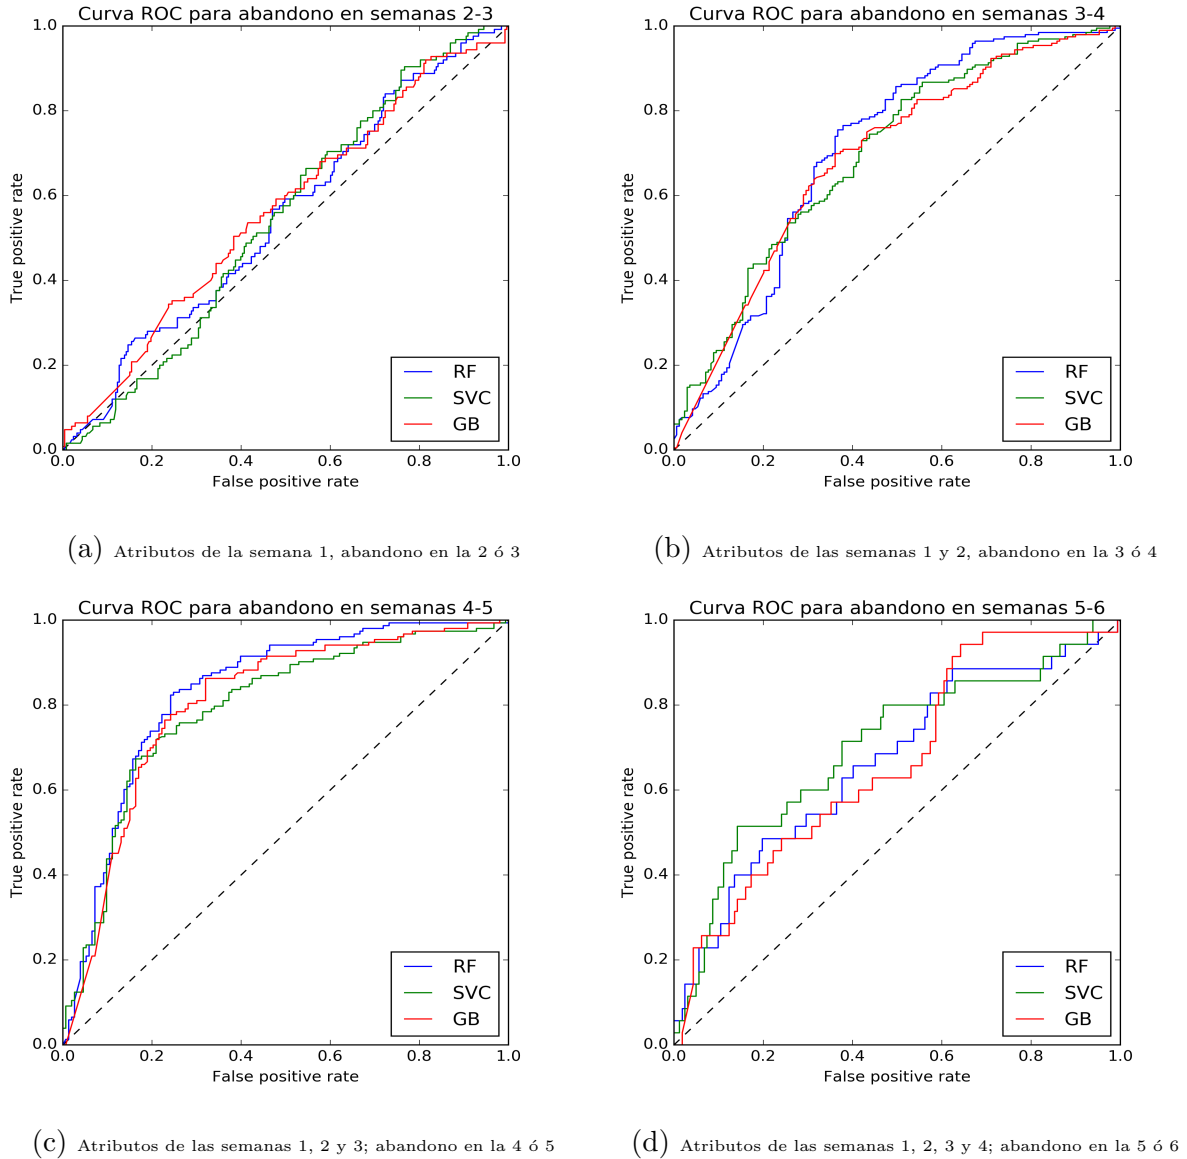 Curva ROC para abandono en semanas 2-3
1.0
0.8
0.6
0.4
0.2
0.0
True positive rate
RF
SVC
GB
0.0 0.2 0.4 0.6 0.8 1.0
False positive rate
(a) Atributos de la semana 1, abandono en la 2 ó 3
Curva ROC para abandono en semanas 3-4
1.0
0.8
0.6
0.4
0.2
0.0
True positive rate
RF
SVC
GB
0.0 0.2 0.4 0.6 0.8 1.0
False positive rate
(b) Atributos de las semanas 1 y 2, abandono en la 3 ó 4
Curva ROC para abandono en semanas 4-5
1.0
0.8
0.6
0.4
0.2
0.0
True positive rate
RF
SVC
GB
0.0 0.2 0.4 0.6 0.8 1.0
False positive rate
(c) Atributos de las semanas 1, 2 y 3; abandono en la 4 ó 5
Curva ROC para abandono en semanas 5-6
1.0
0.8
0.6
0.4
0.2
0.0
True positive rate
RF
SVC
GB
0.0 0.2 0.4 0.6 0.8 1.0
False positive rate
(d) Atributos de las semanas 1, 2, 3 y 4; abandono en la 5 ó 6